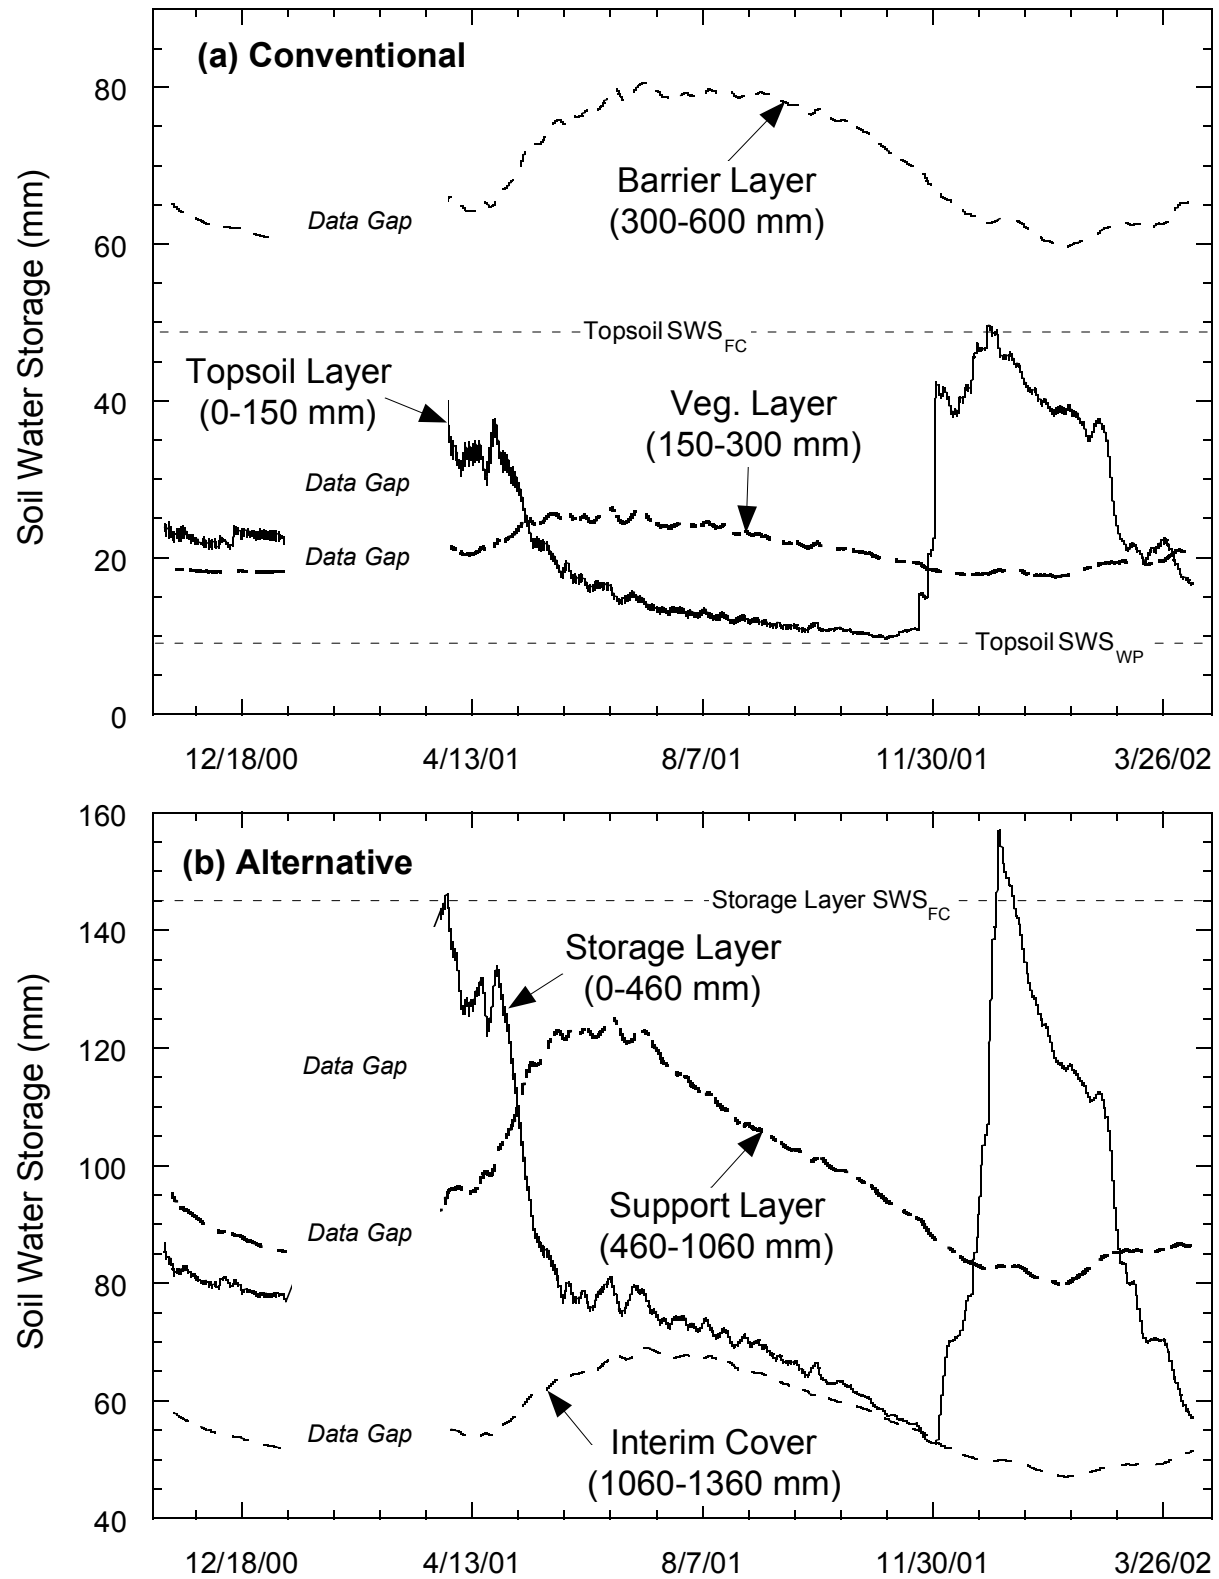 (a) Conventional
80
Barrier Layer
(300-600 mm)
Data Gap
60
Soil Water Storage (mm)
Topsoil SWS_FC
Topsoil Layer
(0-150 mm)
40
Veg. Layer
(150-300 mm)
Data Gap
Data Gap
20
Topsoil SWS_WP
0
12/18/00 4/13/01 8/7/01 11/30/01 3/26/02
160
(b) Alternative
Storage Layer SWS_FC
140
Storage Layer
(0-460 mm)
120
Data Gap
Soil Water Storage (mm)
100
Support Layer
(460-1060 mm)
Data Gap
80
60
Data Gap
Interim Cover
(1060-1360 mm)
40
12/18/00 4/13/01 8/7/01 11/30/01 3/26/02